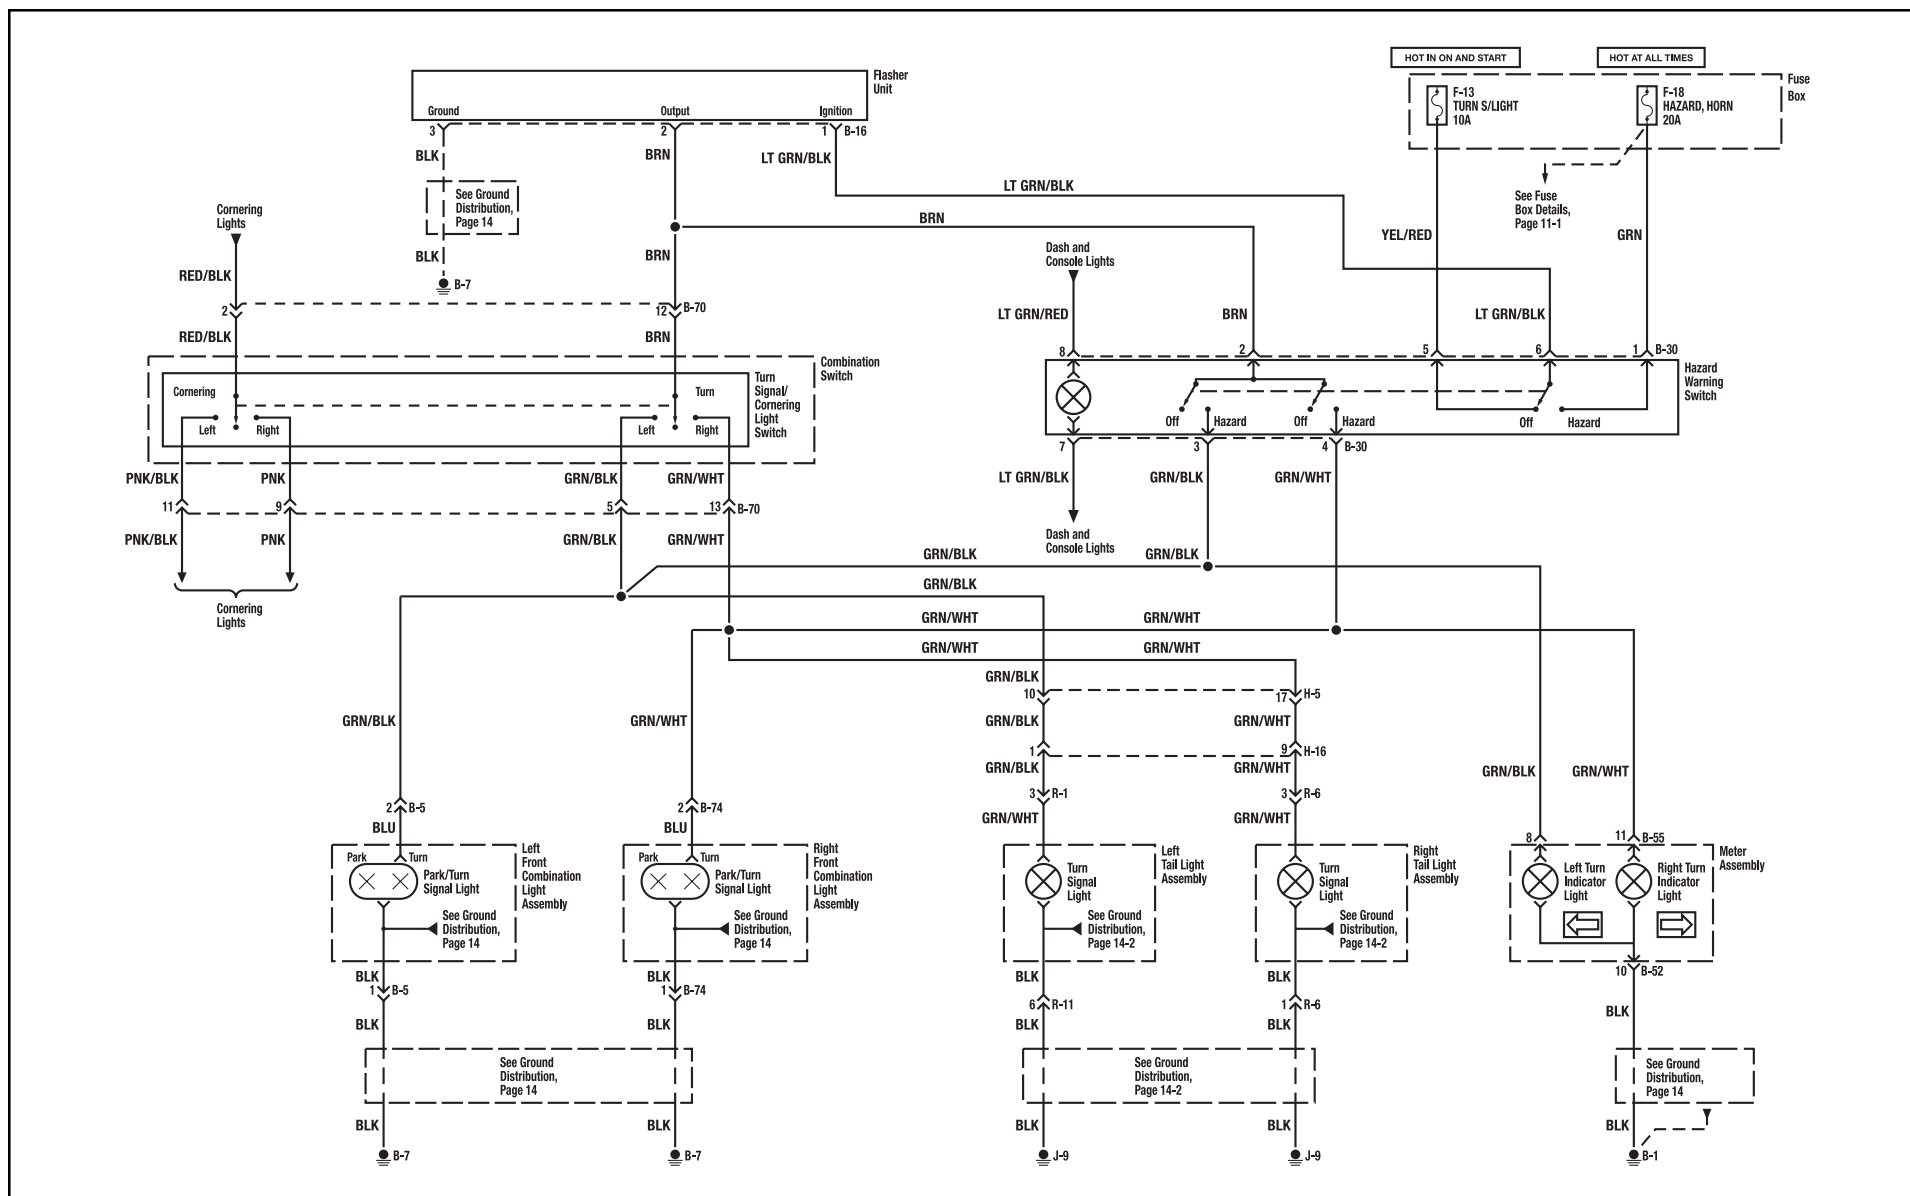 HOT IN ON AND START
HOT AT ALL TIMES
Flasher
Unit
Ground
Output
Ignition
3
2
1
B-16
Fuse
Box
F-13
TURN S/LIGHT
10A
F-18
HAZARD, HORN
20A
BLK
BRN
LT GRN/BLK
See Ground
Distribution,
Page 14
LT GRN/BLK
See Fuse
Box Details,
Page 11-1
Cornering
Lights
BRN
YEL/RED
GRN
RED/BLK
BLK
B-7
BRN
Dash and
Console Lights
2
12
B-70
LT GRN/RED
BRN
LT GRN/BLK
RED/BLK
BRN
8
2
5
6
1
B-30
Combination
Switch
Turn
Signal/
Cornering
Light
Switch
Cornering
Turn
Left
Right
Left
Right
Hazard
Warning
Switch
Off
Hazard
Off
Hazard
Off
Hazard
7
3
4
B-30
PNK/BLK
PNK
GRN/BLK
GRN/WHT
LT GRN/BLK
GRN/BLK
GRN/WHT
11
9
5
13
B-70
PNK/BLK
PNK
GRN/BLK
GRN/WHT
Dash and
Console Lights
GRN/BLK
GRN/BLK
GRN/BLK
Cornering
Lights
GRN/WHT
GRN/WHT
GRN/WHT
GRN/WHT
GRN/BLK
10
17
H-5
GRN/BLK
GRN/WHT
GRN/BLK
GRN/WHT
1
9
H-16
GRN/BLK
GRN/WHT
GRN/BLK
GRN/WHT
3
R-1
3
R-6
2
B-5
2
B-74
GRN/WHT
GRN/WHT
BLU
BLU
8
11
B-55
Park
Turn
Park/Turn
Signal Light
Left
Front
Combination
Light
Assembly
Park
Turn
Park/Turn
Signal Light
Right
Front
Combination
Light
Assembly
Turn
Signal
Light
Left
Tail Light
Assembly
Turn
Signal
Light
Right
Tail Light
Assembly
Left Turn
Indicator
Light
Right Turn
Indicator
Light
Meter
Assembly
See Ground
Distribution,
Page 14
See Ground
Distribution,
Page 14
See Ground
Distribution,
Page 14-2
See Ground
Distribution,
Page 14-2
BLK
BLK
BLK
BLK
10
B-52
1
B-5
1
B-74
6
R-11
1
R-6
BLK
BLK
BLK
BLK
BLK
See Ground
Distribution,
Page 14
See Ground
Distribution,
Page 14-2
See Ground
Distribution,
Page 14
BLK
BLK
BLK
BLK
BLK
B-7
B-7
J-9
J-9
B-1